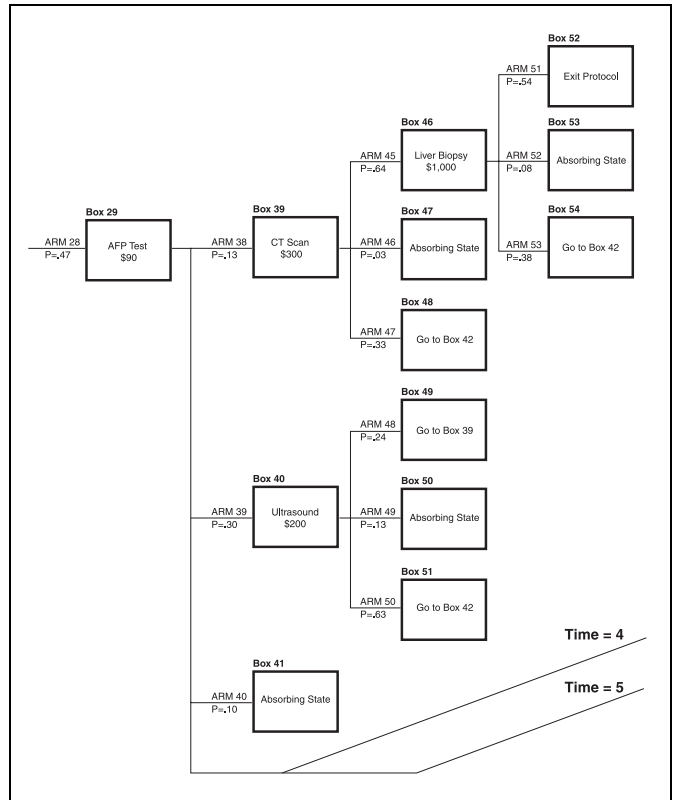 Box 52
ARM 51
P=.54
Exit Protocol
Box 46
Box 53
ARM 45
P=.64
Liver Biopsy
$1,000
ARM 52
P=.08
Absorbing State
Box 29
Box 39
Box 47
Box 54
ARM 28
P=.47
AFP Test
$90
ARM 38
P=.13
CT Scan
$300
ARM 46
P=.03
Absorbing State
ARM 53
P=.38
Go to Box 42
Box 48
ARM 47
P=.33
Go to Box 42
Box 49
ARM 48
P=.24
Go to Box 39
Box 40
Box 50
ARM 39
P=.30
Ultrasound
$200
ARM 49
P=.13
Absorbing State
Box 51
ARM 50
P=.63
Go to Box 42
Time = 4
Box 41
Time = 5
ARM 40
P=.10
Absorbing State